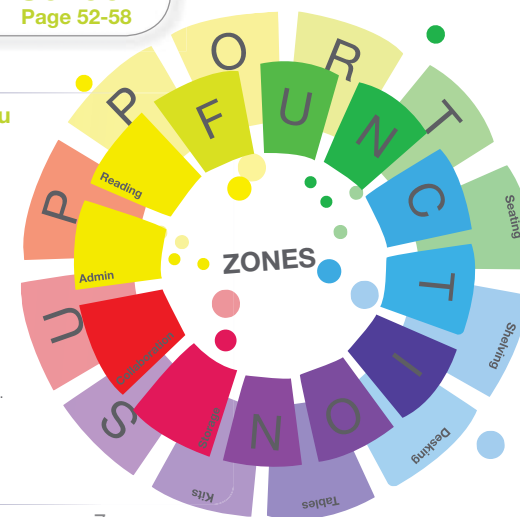 Page 52-58
u
SUPPORT
Seating
Shelving
Desking
Tables
Kits
FUNCTION
Collaboration
Admin
Reading
ZONES